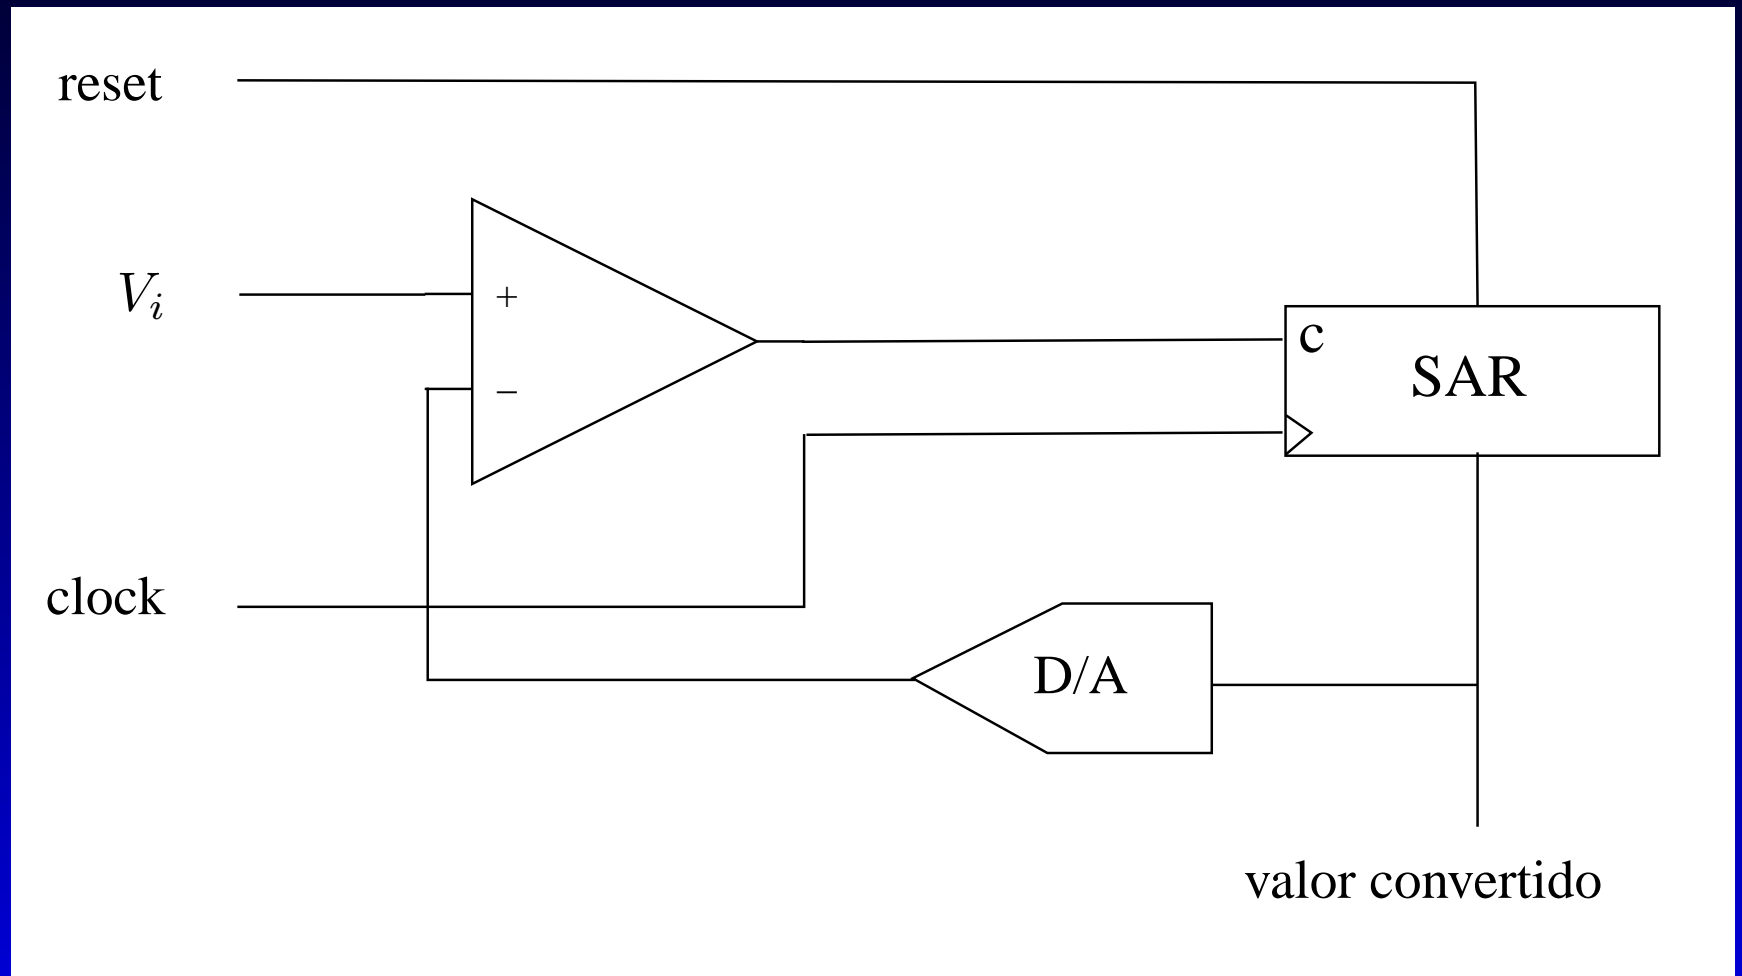 reset
V_i
+
−
c
SAR
clock
D/A
valor convertido